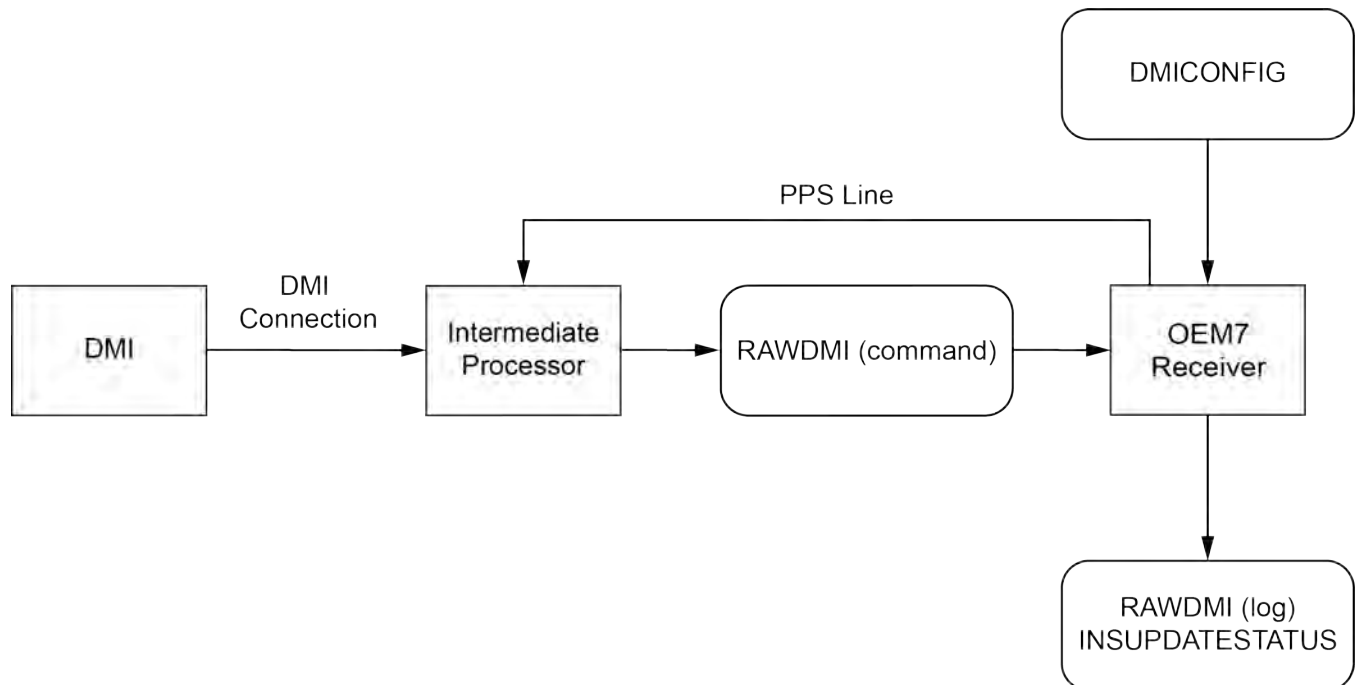 DMICONFIG
PPS Line
DMI
Connection
DMI
Intermediate
Processor
RAWDMI (command)
OEM7
Receiver
RAWDMI (log)
INSUPDATESTATUS